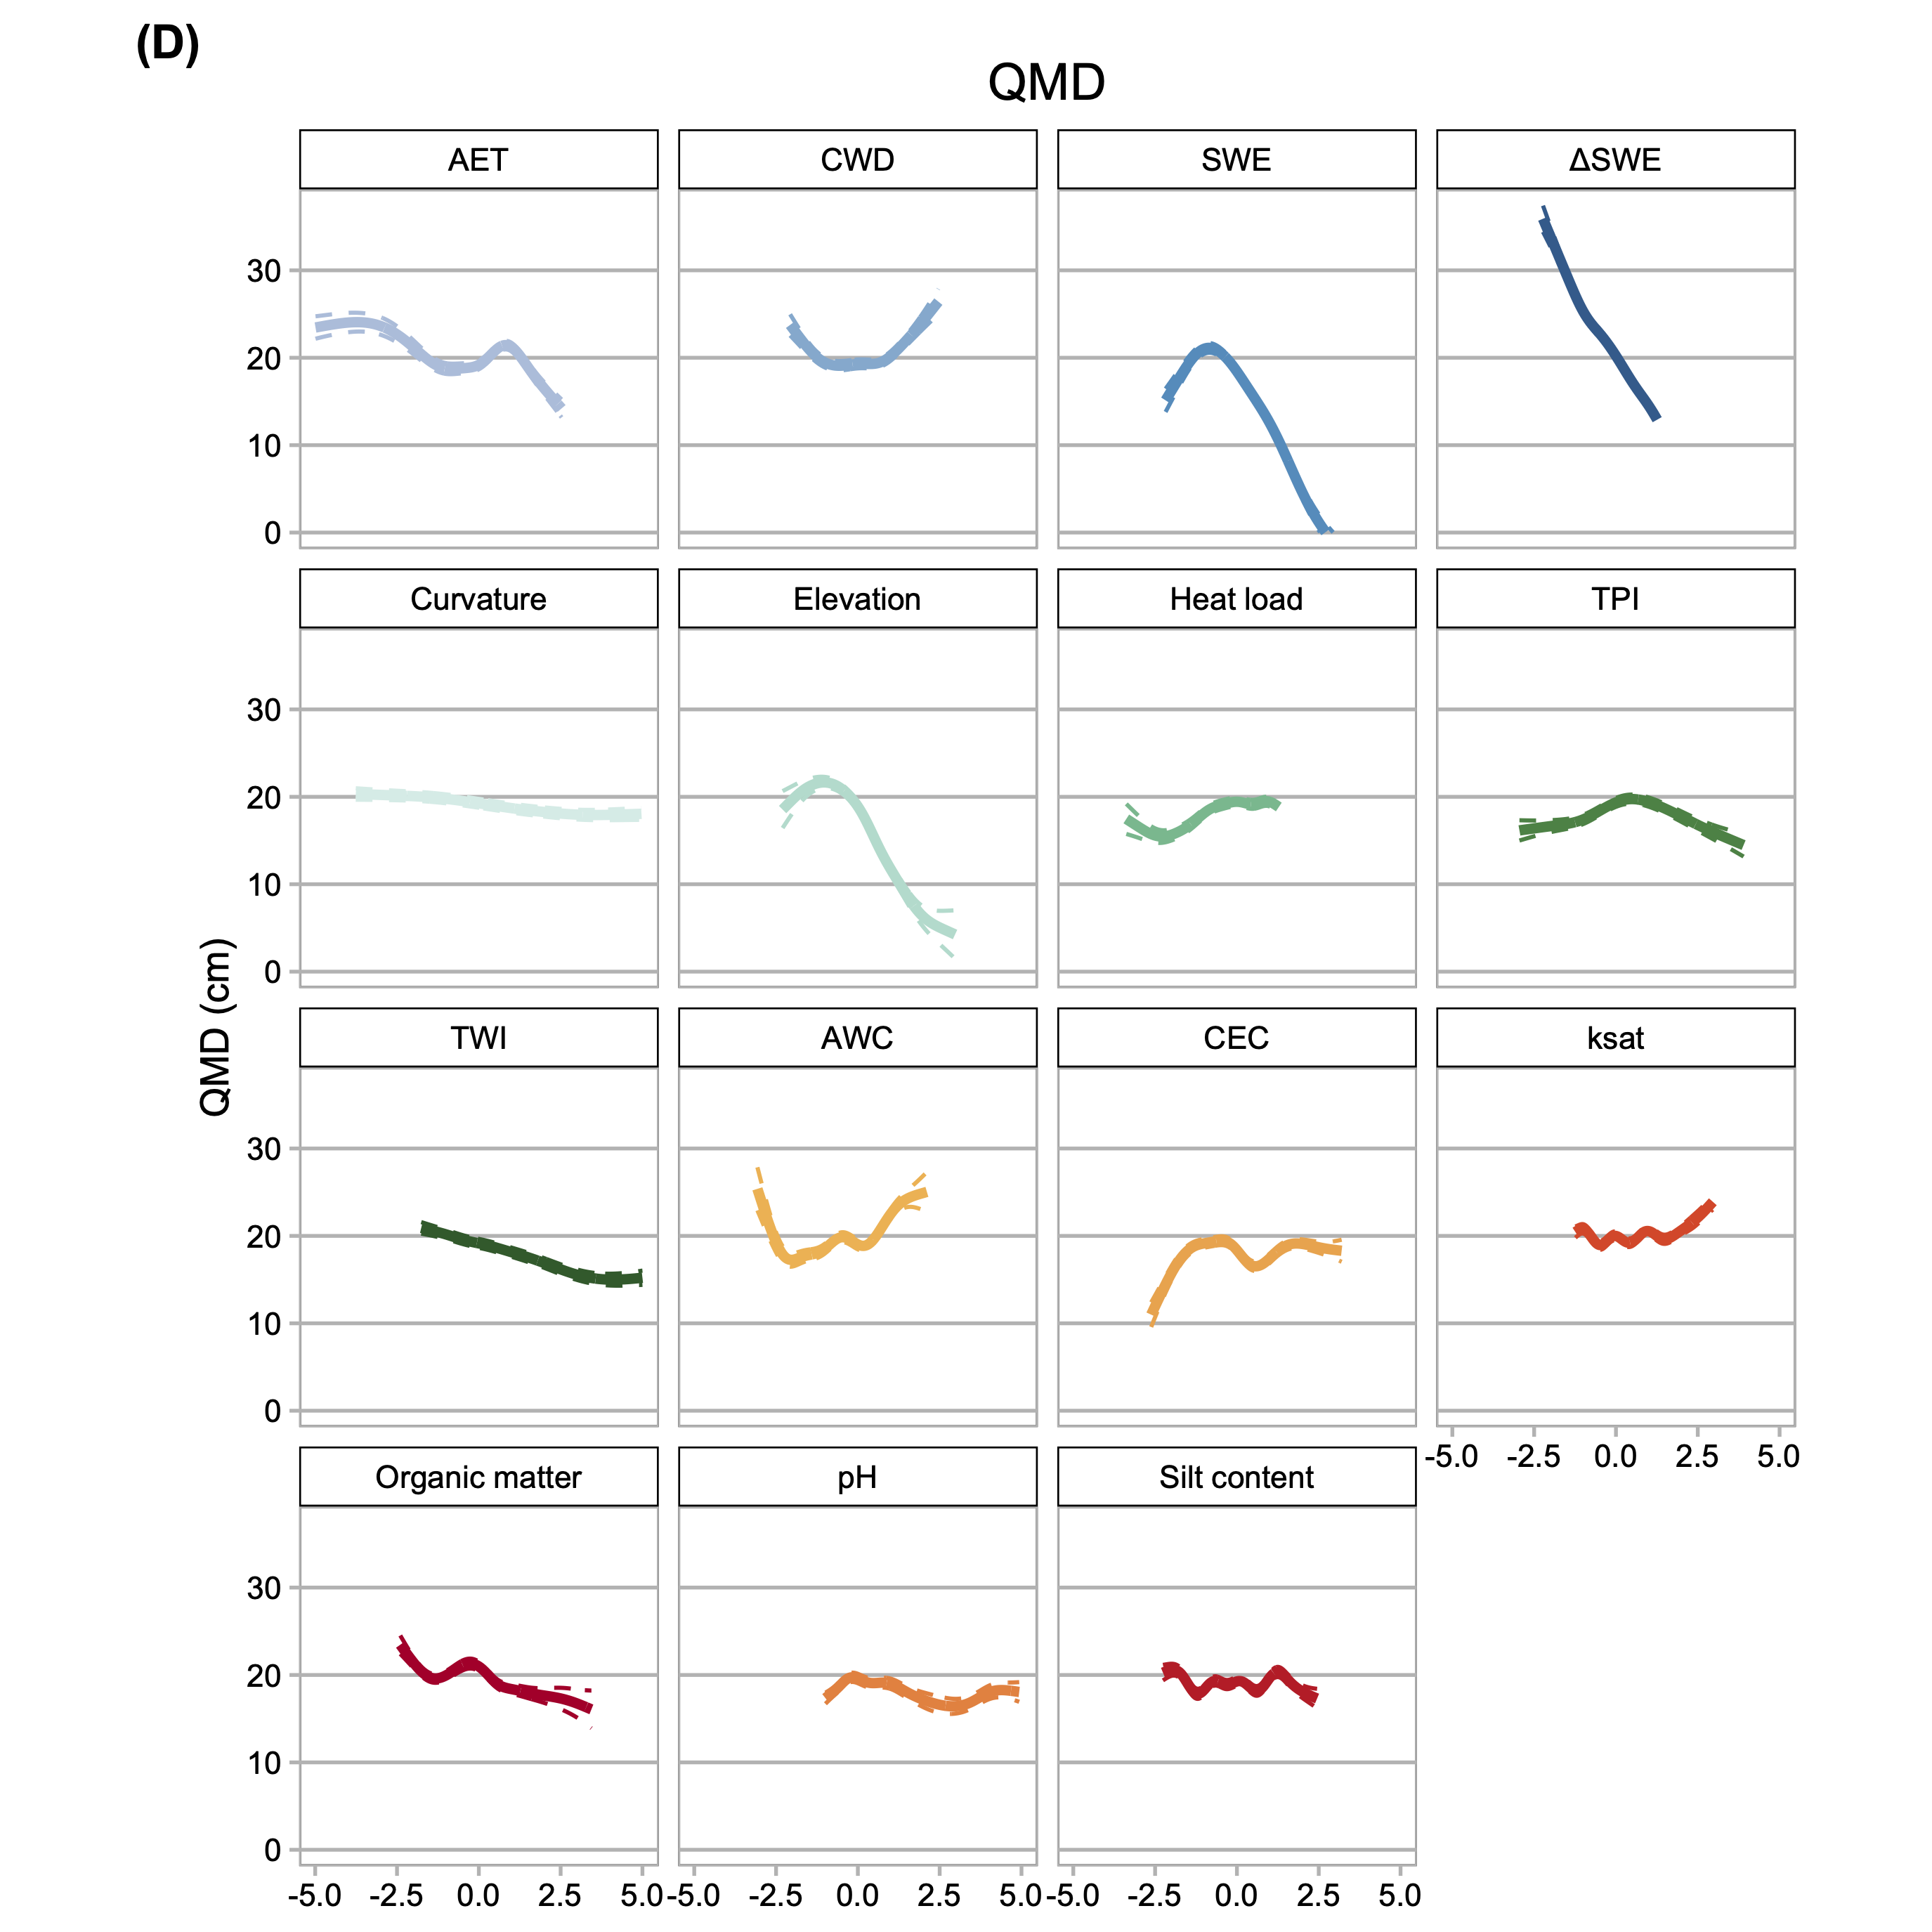 (D)
QMD
AET CWD SWE ΔSWE
30
20
10
0
Curvature Elevation Heat load TPI
30
20
10
0
QMD (cm)
TWI AWC CEC ksat
30
20
10
0
-5.0 -2.5 0.0 2.5 5.0
Organic matter pH Silt content
30
20
10
0
-5.0 -2.5 0.0 2.5 5.0 -5.0 -2.5 0.0 2.5 5.0 -5.0 -2.5 0.0 2.5 5.0